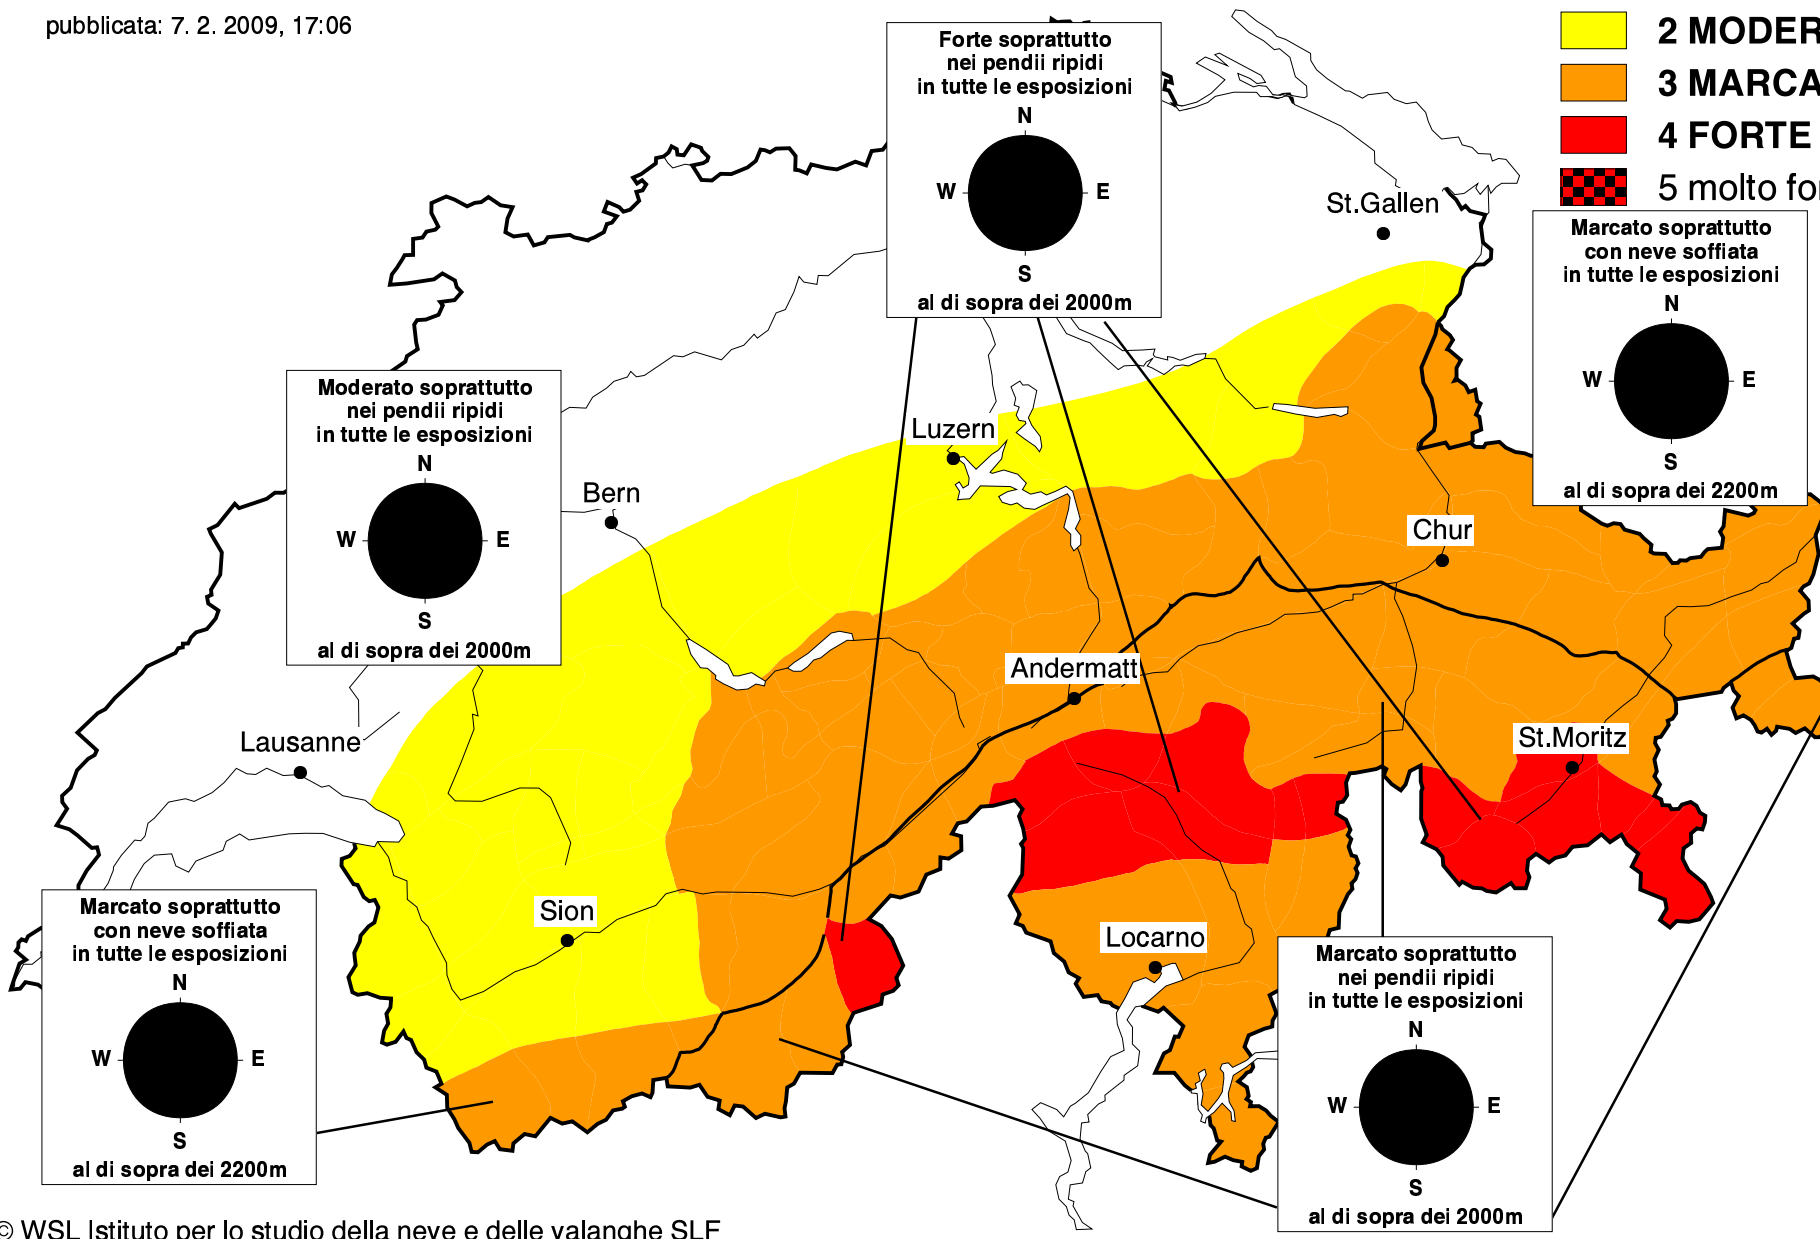 pubblicata: 7. 2. 2009, 17:06
Forte soprattutto
nei pendii ripidi
in tutte le esposizioni
N
W E
S
al di sopra dei 2000m
2 MODER
3 MARCA
4 FORTE
5 molto for
St.Gallen
Marcato soprattutto
con neve soffiata
in tutte le esposizioni
N
W E
S
al di sopra dei 2200m
Moderato soprattutto
nei pendii ripidi
in tutte le esposizioni
N
W E
S
al di sopra dei 2000m
Luzern
Bern
Chur
Andermatt
Lausanne
St.Moritz
Sion
Locarno
Marcato soprattutto
con neve soffiata
in tutte le esposizioni
N
W E
S
al di sopra dei 2200m
Marcato soprattutto
nei pendii ripidi
in tutte le esposizioni
N
W E
S
al di sopra dei 2000m
© WSL Istituto per lo studio della neve e delle valanghe SLF